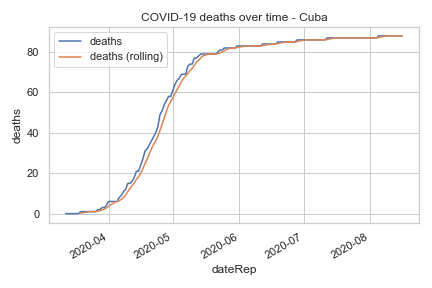 COVID-19 deaths over time - Cuba
deaths
deaths (rolling)
deaths
80
60
40
20
0
2020-04
2020-05
2020-06
2020-07
2020-08
dateRep